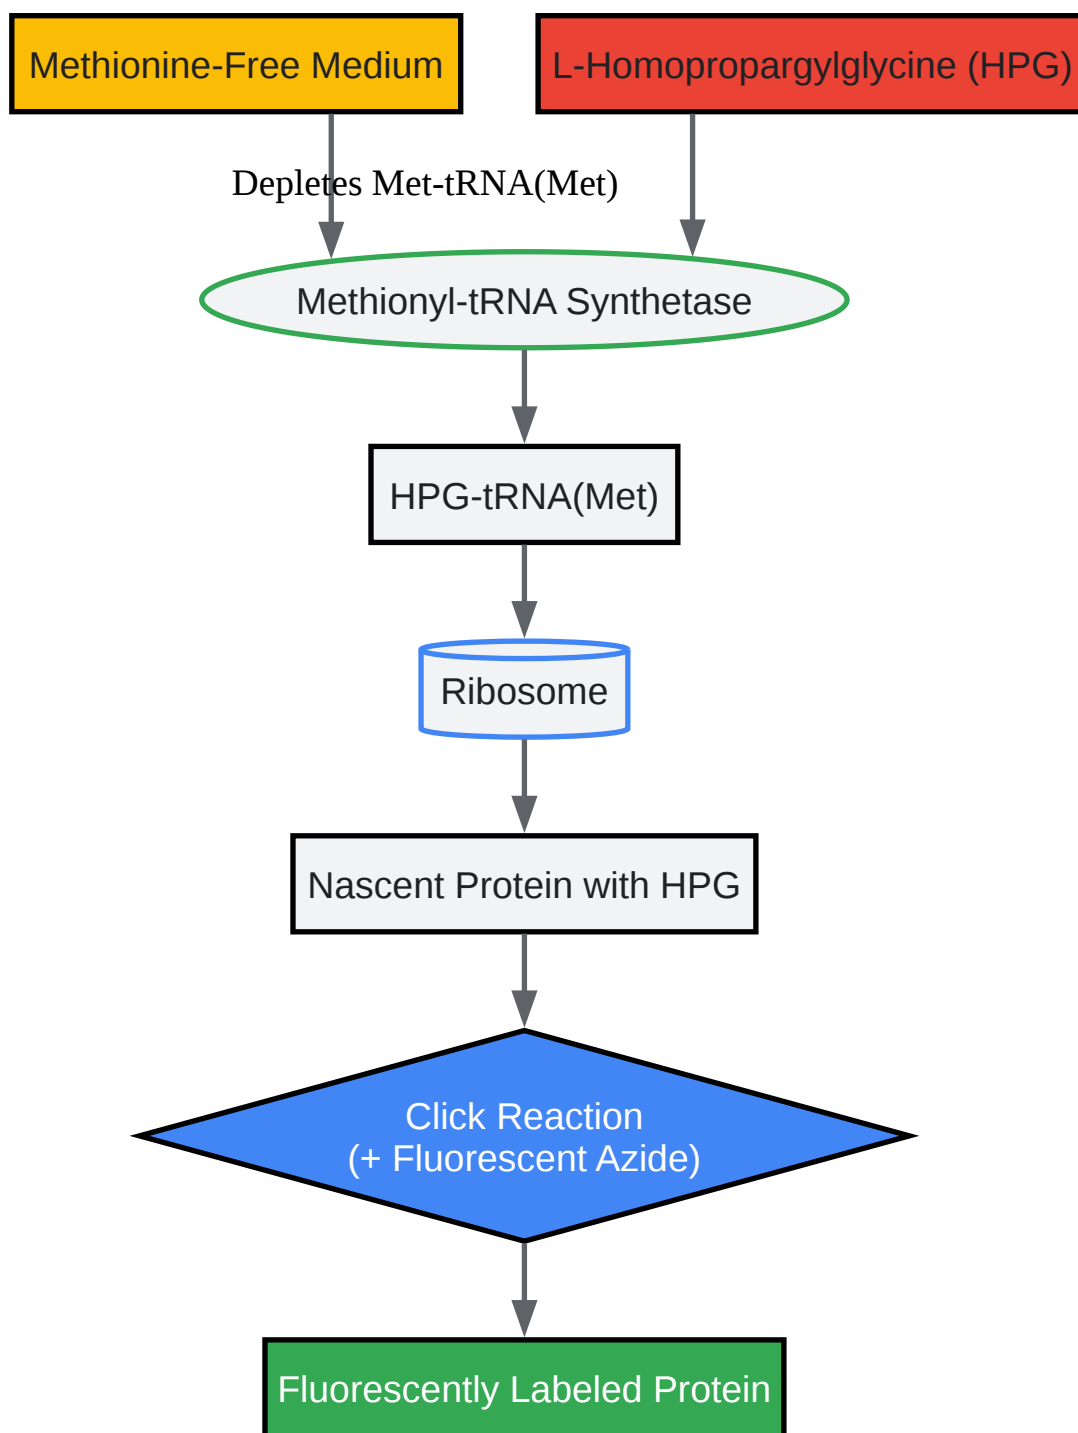 Methionine-Free Medium
L-Homopropargylglycine (HPG)
Depletes Met-tRNA(Met)
Methionyl-tRNA Synthetase
HPG-tRNA(Met)
Ribosome
Nascent Protein with HPG
Click Reaction
(+ Fluorescent Azide)
Fluorescently Labeled Protein